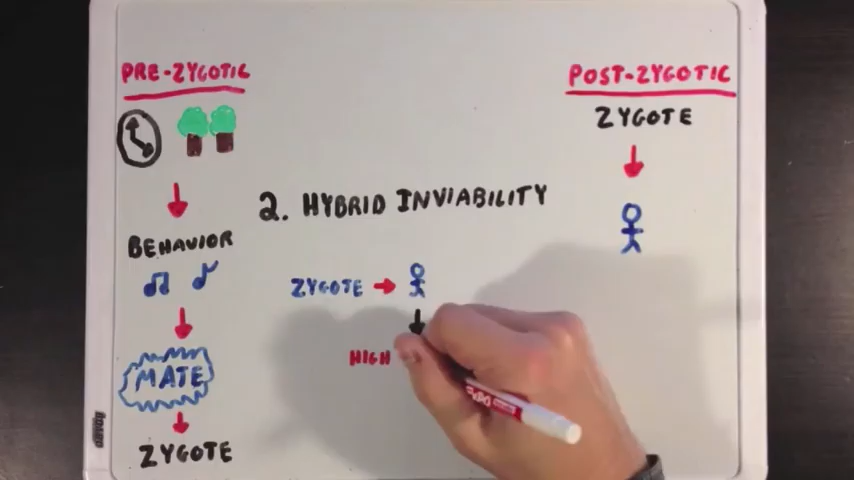 PRE-ZYGOTIC
BEHAVIOR
MATE
ZYGOTE
2. HYBRID INVIABILITY
ZYGOTE
HIGH
POST-ZYGOTIC
ZYGOTE